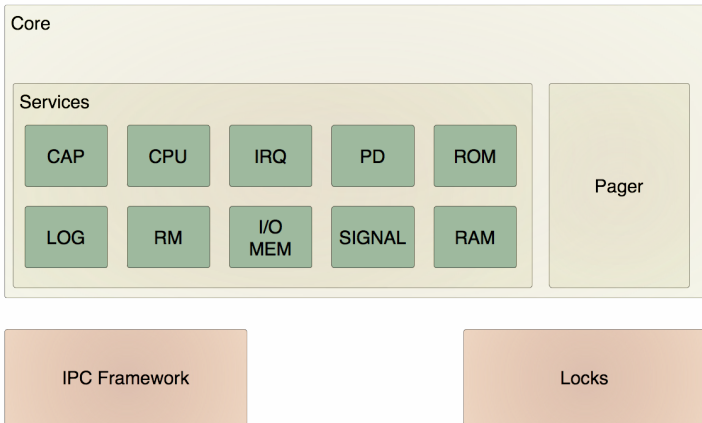 Core
Services
CAP
CPU
IRQ
PD
ROM
LOG
RM
I/O
MEM
SIGNAL
RAM
Pager
IPC Framework
Locks